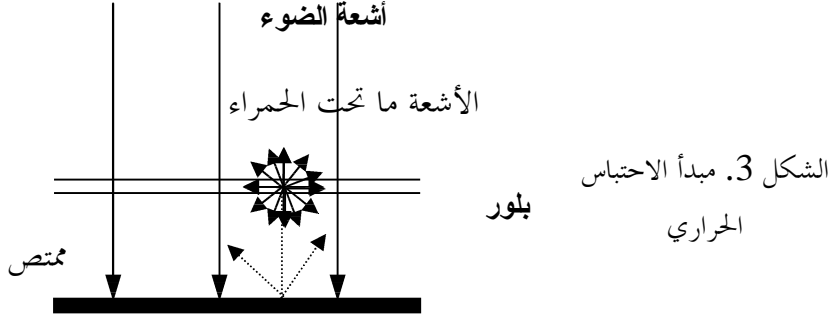 أشعة الضوء
الأشعة ما تحت الحمراء
الشكل 3. مبدأ الاحتباس
الحراري
بلور
ممتص